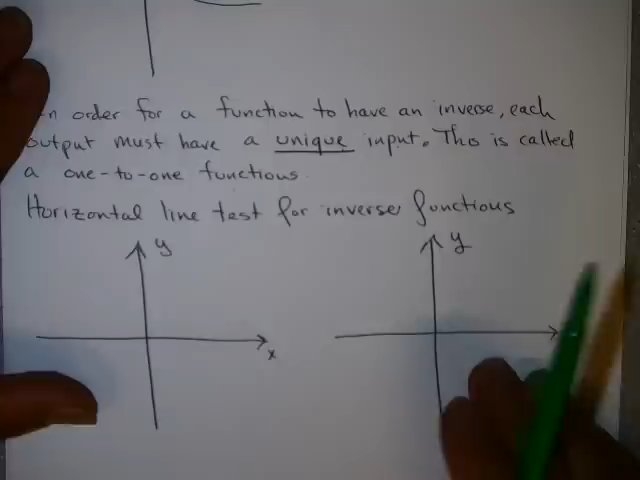 In order for a function to have an inverse, each
output must have a unique input. This is called
a one-to-one functions.
Horizontal line test for inverse functions
y
y
x